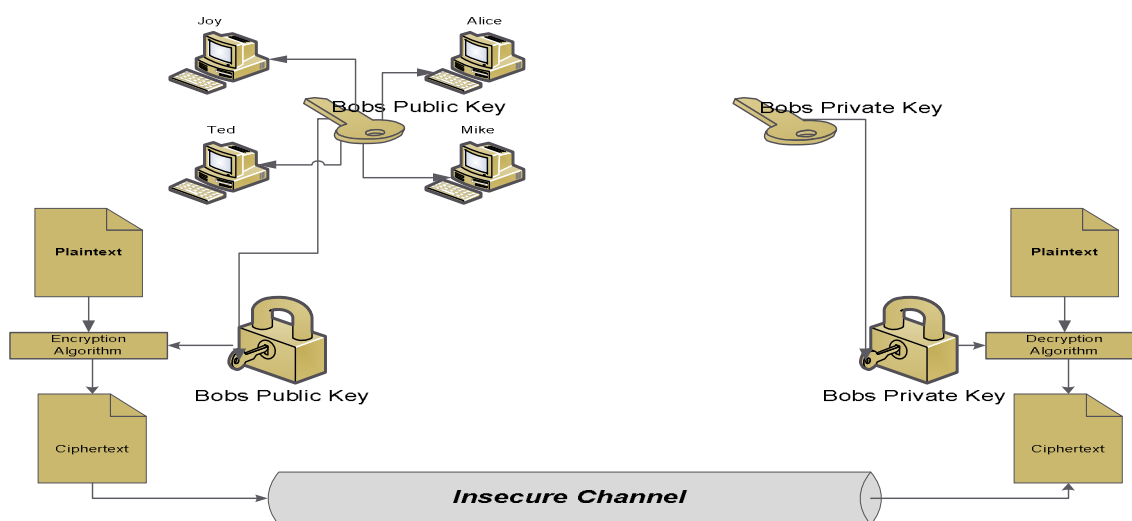 Joy
Alice
Bobs Public Key
Bobs Private Key
Ted
Mike
Plaintext
Plaintext
Encryption
Algorithm
Decryption
Algorithm
Bobs Public Key
Bobs Private Key
Ciphertext
Ciphertext
Insecure Channel